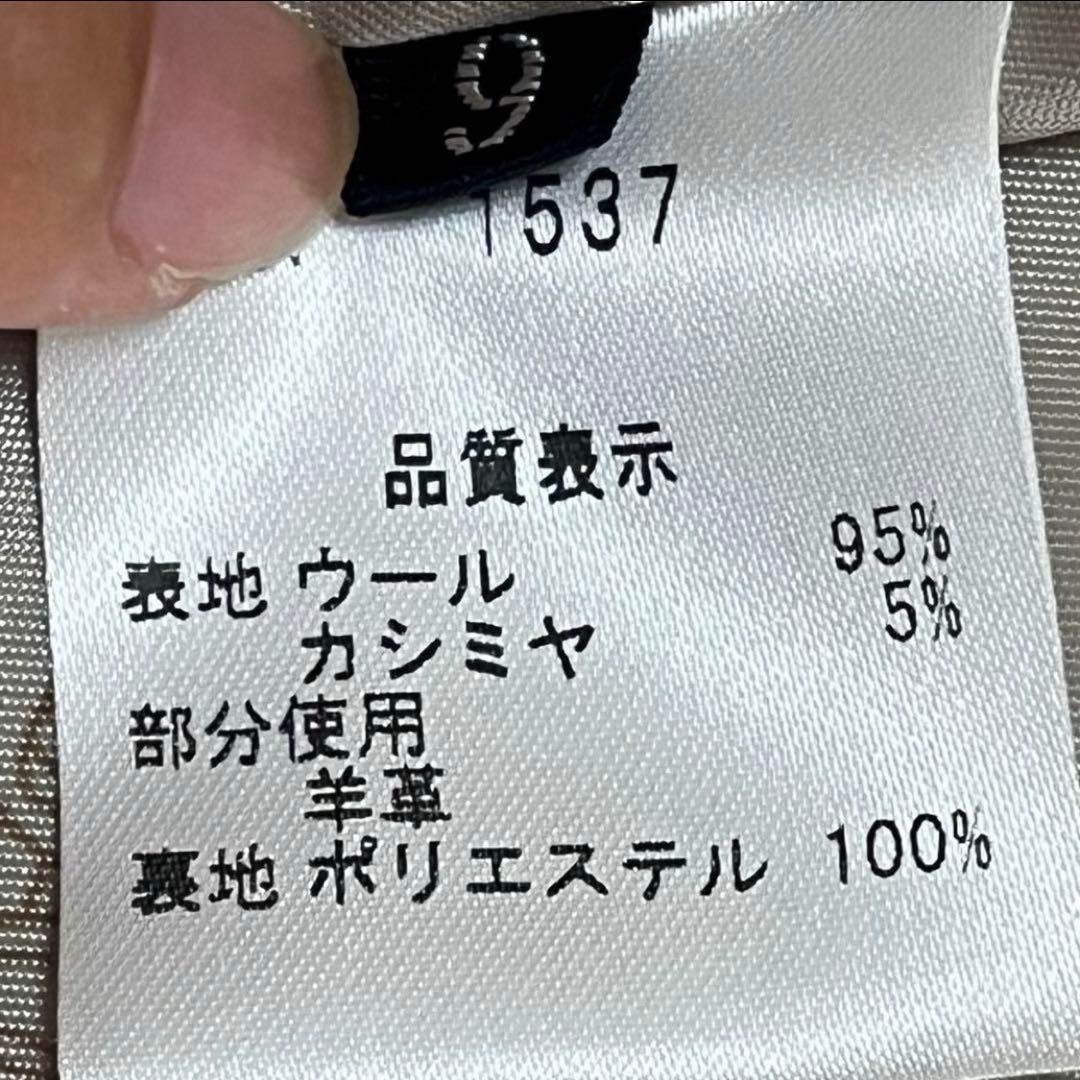 9
1537
品質表示
表地 ウール 95%
カシミヤ 5%
部分使用
羊革
裏地 ポリエステル 100%